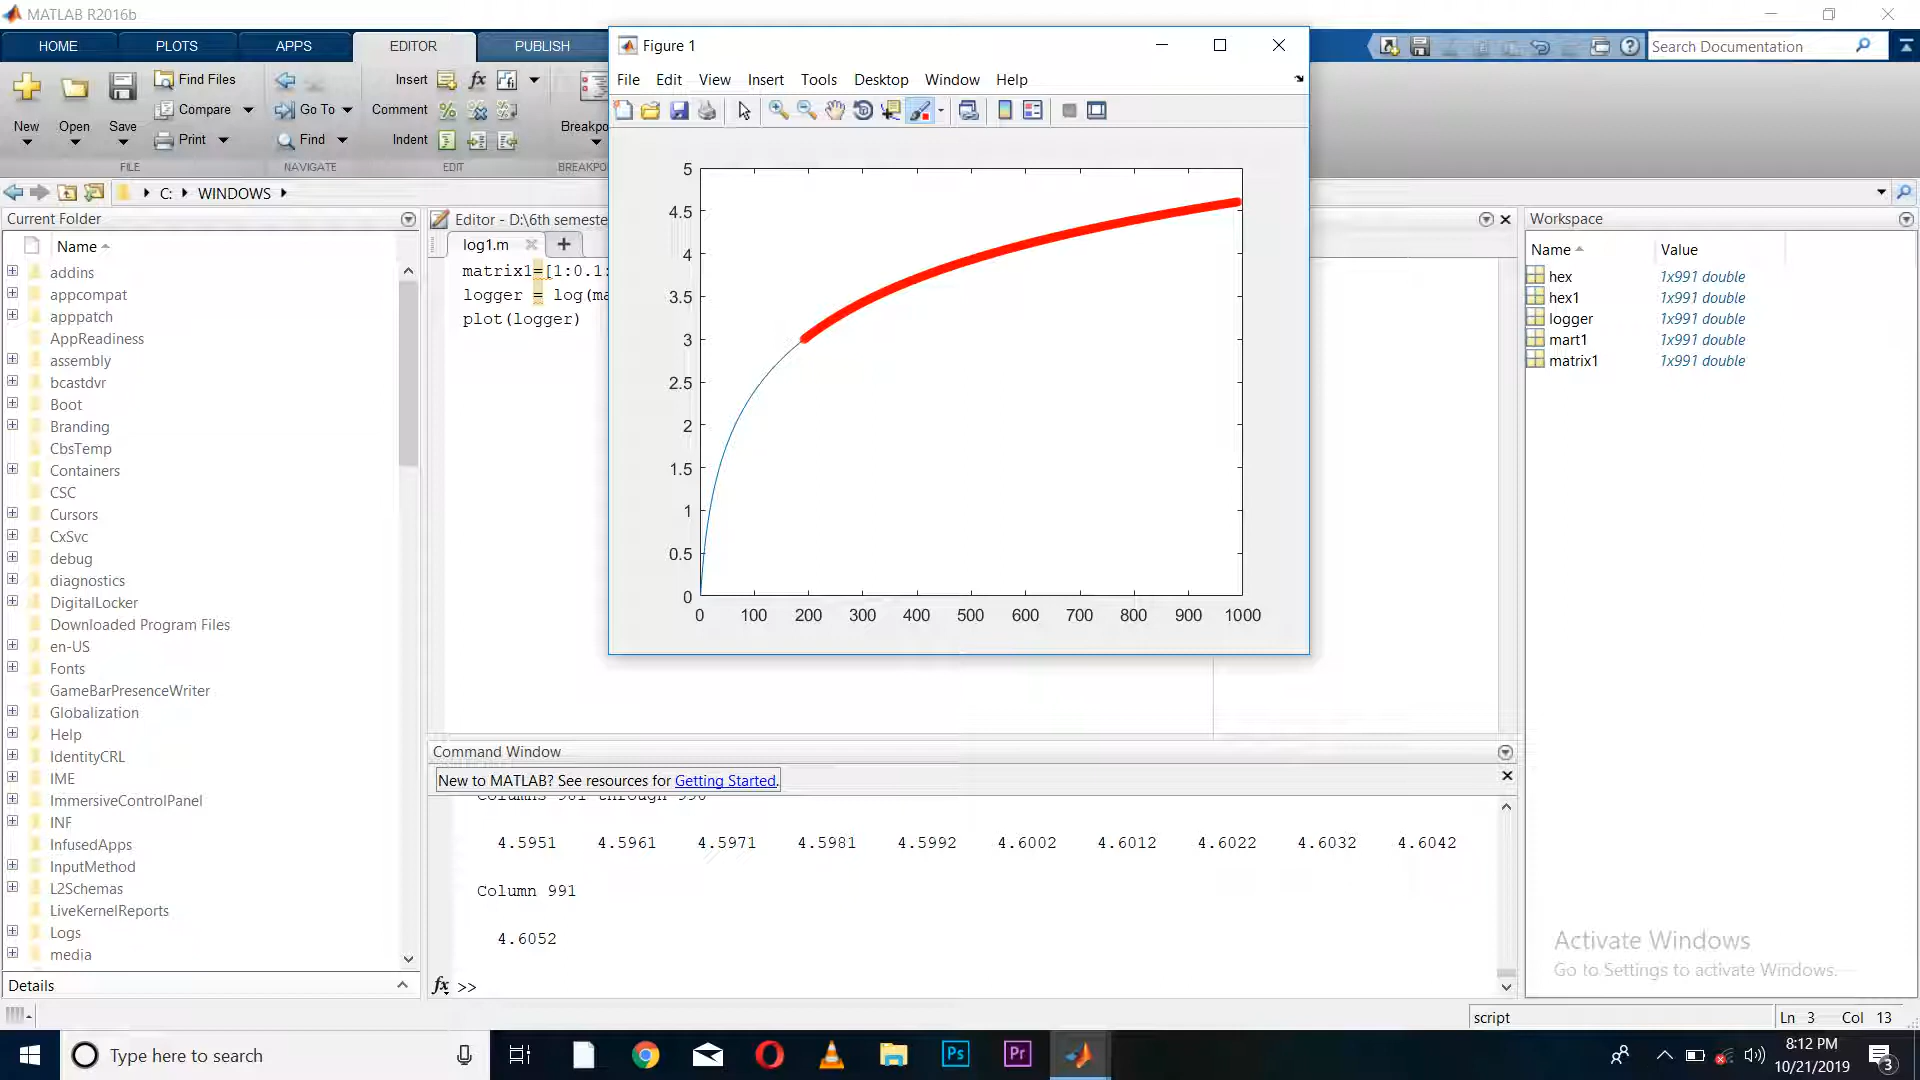 MATLAB R2016b
HOME PLOTS APPS EDITOR PUBLISH
Search Documentation
New
Open
Save
Find Files
Compare
Print
Go To
Find
Insert
Comment
Indent
FILE NAVIGATE EDIT
C: WINDOWS
Current Folder
Name
addins
appcompat
apppatch
AppReadiness
assembly
bcastdvr
Boot
Branding
CbsTemp
Containers
CSC
Cursors
CxSvc
debug
diagnostics
DigitalLocker
Downloaded Program Files
en-US
Fonts
GameBarPresenceWriter
Globalization
Help
IdentityCRL
IME
ImmersiveControlPanel
INF
InfusedApps
InputMethod
L2Schemas
LiveKernelReports
Logs
media
Details
Editor - D:\6th semeste
log1.m
matrix1=[1:0.1:
logger = log(ma
plot(logger)
Figure 1
File Edit View Insert Tools Desktop Window Help
5
4.5
4
3.5
3
2.5
2
1.5
1
0.5
0
0 100 200 300 400 500 600 700 800 900 1000
Command Window
New to MATLAB? See resources for Getting Started.
Columns 981 through 990
4.5951 4.5961 4.5971 4.5981 4.5992 4.6002 4.6012 4.6022 4.6032 4.6042
Column 991
4.6052
fx >>
Workspace
Name Value
hex 1x991 double
hex1 1x991 double
logger 1x991 double
mart1 1x991 double
matrix1 1x991 double
Activate Windows
Go to Settings to activate Windows.
script Ln 3 Col 13
Type here to search
Ps
Pr
8:12 PM
10/21/2019
3